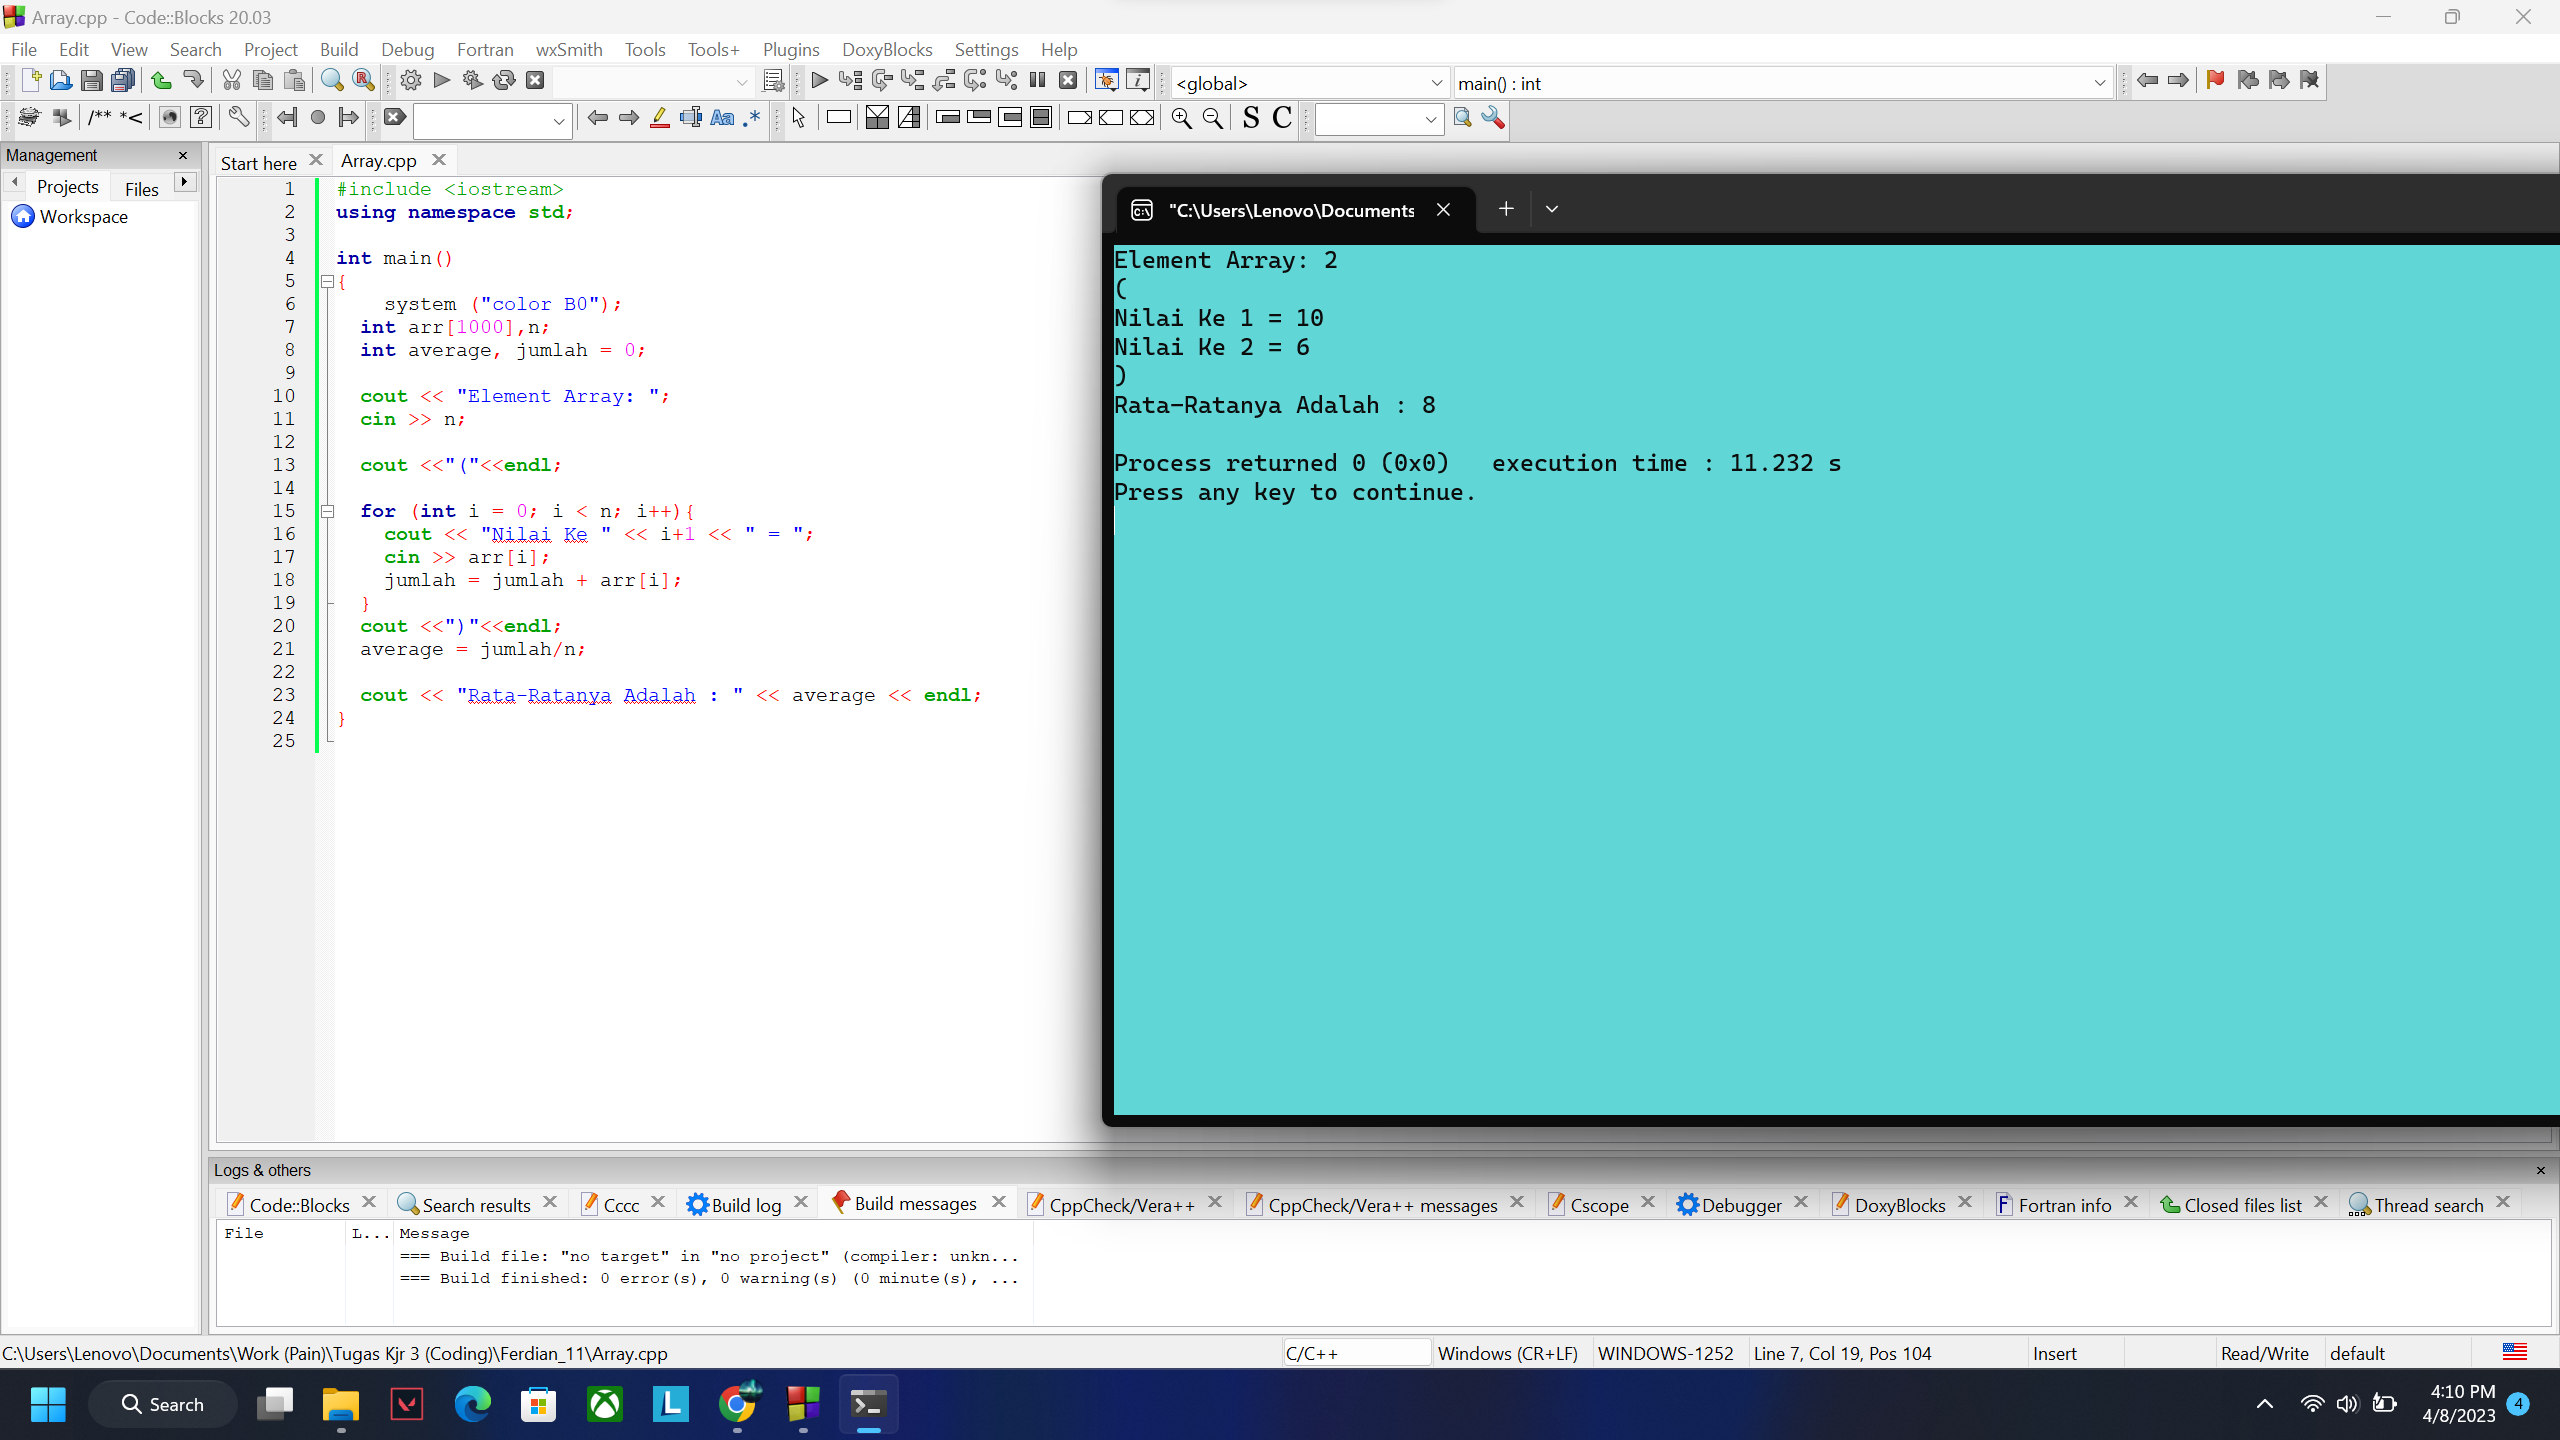 Array.cpp - Code::Blocks 20.03
File Edit View Search Project Build Debug Fortran wxSmith Tools Tools+ Plugins DoxyBlocks Settings Help
<global> main() : int
/** *< Aa .* S C
Management
Projects Files
Workspace
Start here Array.cpp
1 #include <iostream>
2 using namespace std;
3
4 int main()
5 {
6 system ("color B0");
7 int arr[1000],n;
8 int average, jumlah = 0;
9
10 cout << "Element Array: ";
11 cin >> n;
12
13 cout <<"("<<endl;
14
15 for (int i = 0; i < n; i++){
16 cout << "Nilai Ke " << i+1 << " = ";
17 cin >> arr[i];
18 jumlah = jumlah + arr[i];
19 }
20 cout <<")"<<endl;
21 average = jumlah/n;
22
23 cout << "Rata-Ratanya Adalah : " << average << endl;
24 }
25
"C:\Users\Lenovo\Documents
Element Array: 2
(
Nilai Ke 1 = 10
Nilai Ke 2 = 6
)
Rata-Ratanya Adalah : 8
Process returned 0 (0x0)   execution time : 11.232 s
Press any key to continue.
Logs & others
Code::Blocks Search results Cccc Build log Build messages CppCheck/Vera++ CppCheck/Vera++ messages Cscope Debugger DoxyBlocks Fortran info Closed files list Thread search
File L... Message
=== Build file: "no target" in "no project" (compiler: unkn...
=== Build finished: 0 error(s), 0 warning(s) (0 minute(s), ...
C:\Users\Lenovo\Documents\Work (Pain)\Tugas Kjr 3 (Coding)\Ferdian_11\Array.cpp C/C++ Windows (CR+LF) WINDOWS-1252 Line 7, Col 19, Pos 104 Insert Read/Write default
Search
4:10 PM
4/8/2023
4